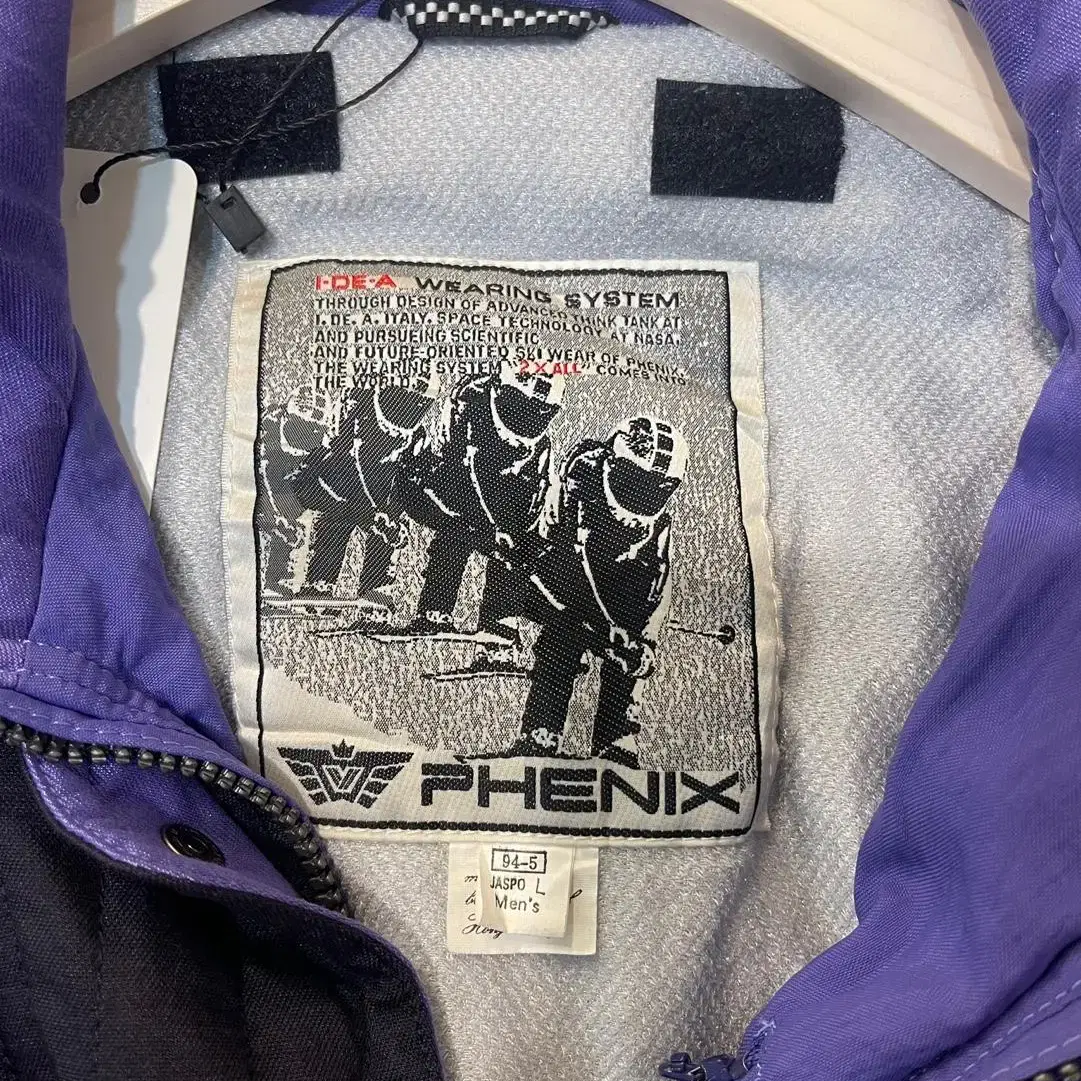 I·DE·A WEARING SYSTEM
THROUGH DESIGN OF ADVANCED THINK TANK AT
I. DE. A. ITALY. SPACE TECHNOLOGY AT NASA.
AND PURSUEING SCIENTIFIC
AND FUTURE-ORIENTED SKI WEAR OF PHENIX.
THE WEARING SYSTEM "2 X ALL" COMES INTO
THE WORLD.
PHENIX
94-5
JASPO L
Men's